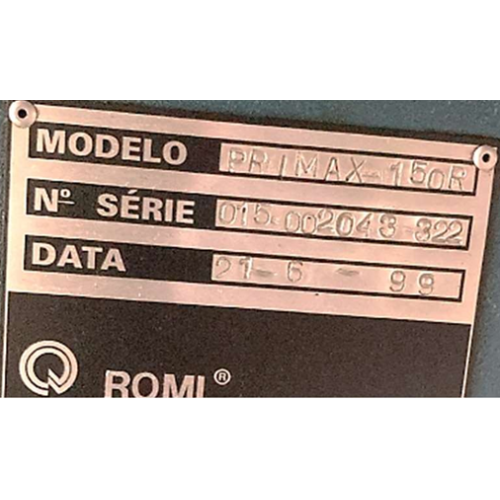 MODELO PRIMAX-150R
Nº SÉRIE 015.002043-322
DATA 21-6-99
ROMI®